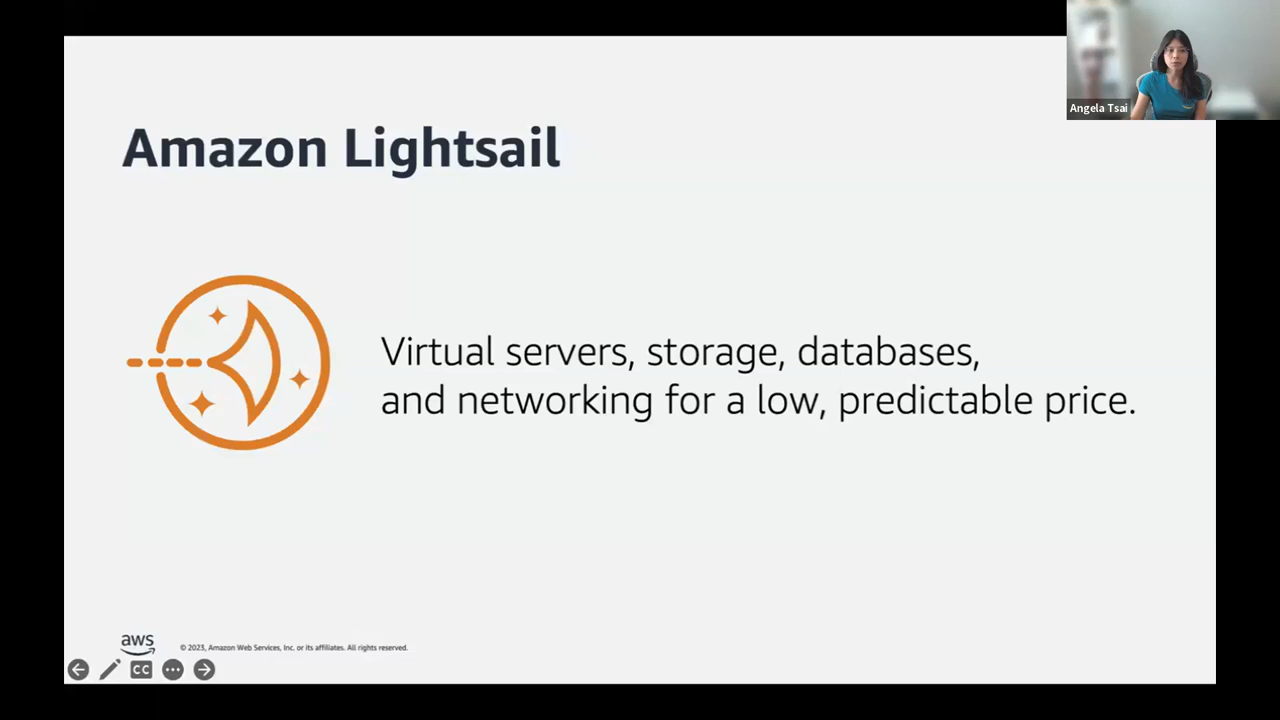 Angela Tsai
Amazon Lightsail
Virtual servers, storage, databases,
and networking for a low, predictable price.
aws
© 2023, Amazon Web Services, Inc. or its affiliates. All rights reserved.
CC